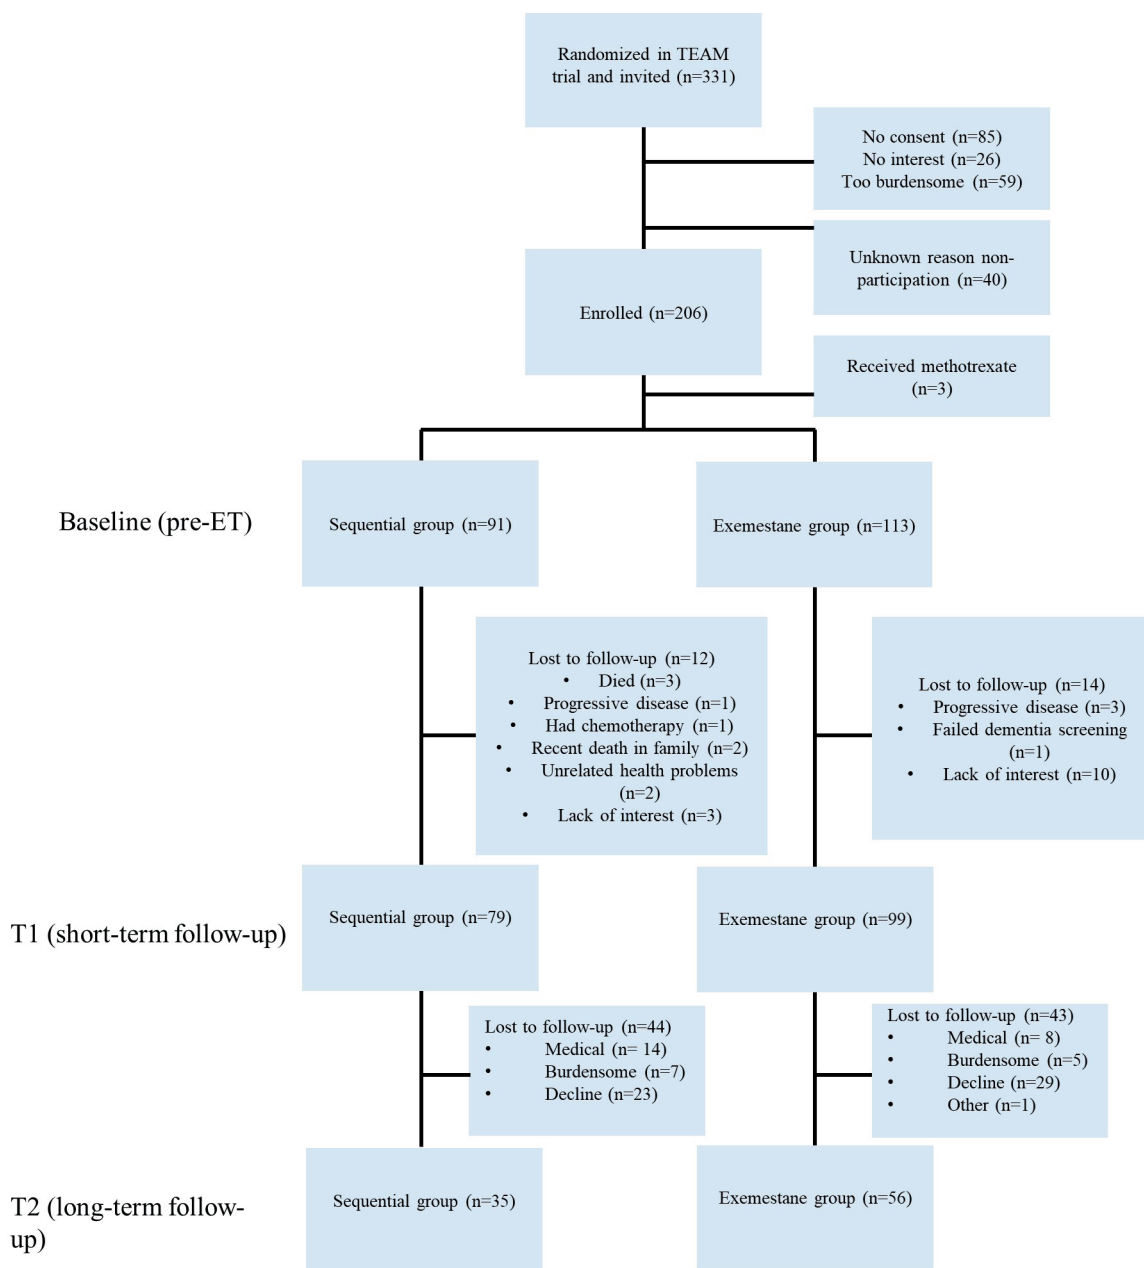 Randomized in TEAM
trial and invited (n=331)
No consent (n=85)
No interest (n=26)
Too burdensome (n=59)
Unknown reason non-
participation (n=40)
Enrolled (n=206)
Received methotrexate
(n=3)
Baseline (pre-ET)
Sequential group (n=91)
Exemestane group (n=113)
Lost to follow-up (n=12)
• Died (n=3)
• Progressive disease (n=1)
• Had chemotherapy (n=1)
• Recent death in family (n=2)
• Unrelated health problems
(n=2)
• Lack of interest (n=3)
Lost to follow-up (n=14)
• Progressive disease (n=3)
• Failed dementia screening
(n=1)
• Lack of interest (n=10)
T1 (short-term follow-up)
Sequential group (n=79)
Exemestane group (n=99)
Lost to follow-up (n=44)
• Medical (n= 14)
• Burdensome (n=7)
• Decline (n=23)
Lost to follow-up (n=43)
• Medical (n= 8)
• Burdensome (n=5)
• Decline (n=29)
• Other (n=1)
T2 (long-term follow-
up)
Sequential group (n=35)
Exemestane group (n=56)